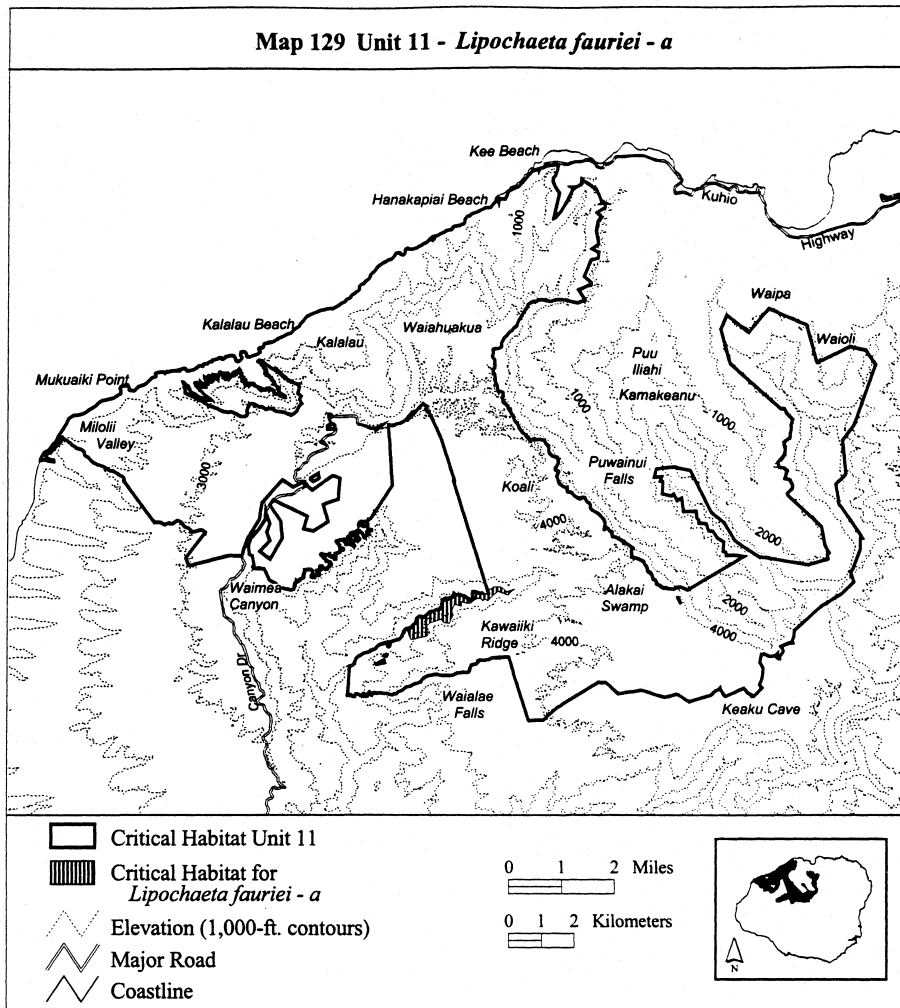 Map 129 Unit 11 - Lipochaeta fauriei - a
Kee Beach
Hanakapiai Beach
Kuhio
Highway
1000
Waipa
Kalalau Beach
Waiahuakua
Kalalau
Waioli
Puu
Iliahi
Mukuaiki Point
Kamakeanu
1000
1000
Milolii
Valley
3000
Puwainui
Falls
Koali
4000
2000
Waimea
Canyon
Alakai
Swamp
2000
4000
Kawaiiki
Ridge
4000
Canyon Dr
Waialae
Falls
Keaku Cave
Critical Habitat Unit 11
Critical Habitat for
Lipochaeta fauriei - a
Elevation (1,000-ft. contours)
Major Road
Coastline
0 1 2 Miles
0 1 2 Kilometers
N